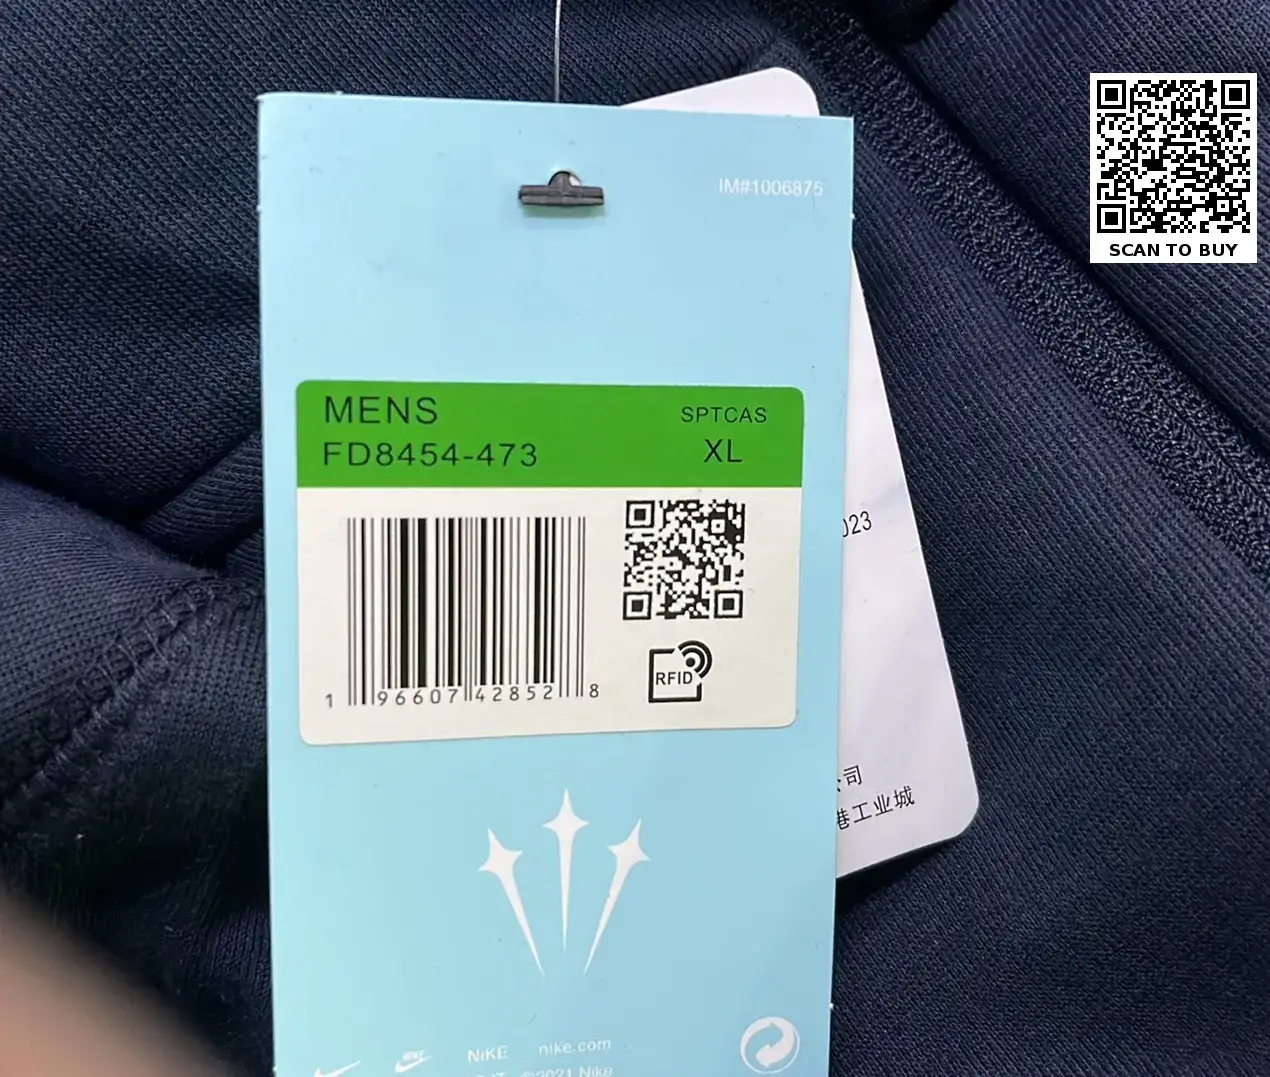 IM#1006875
SCAN TO BUY
MENS
SPTCAS
FD8454-473
XL
023
1 96607 42852 8
RFID
公司
港工业城
NIKE
nike.com
©2021 Nike